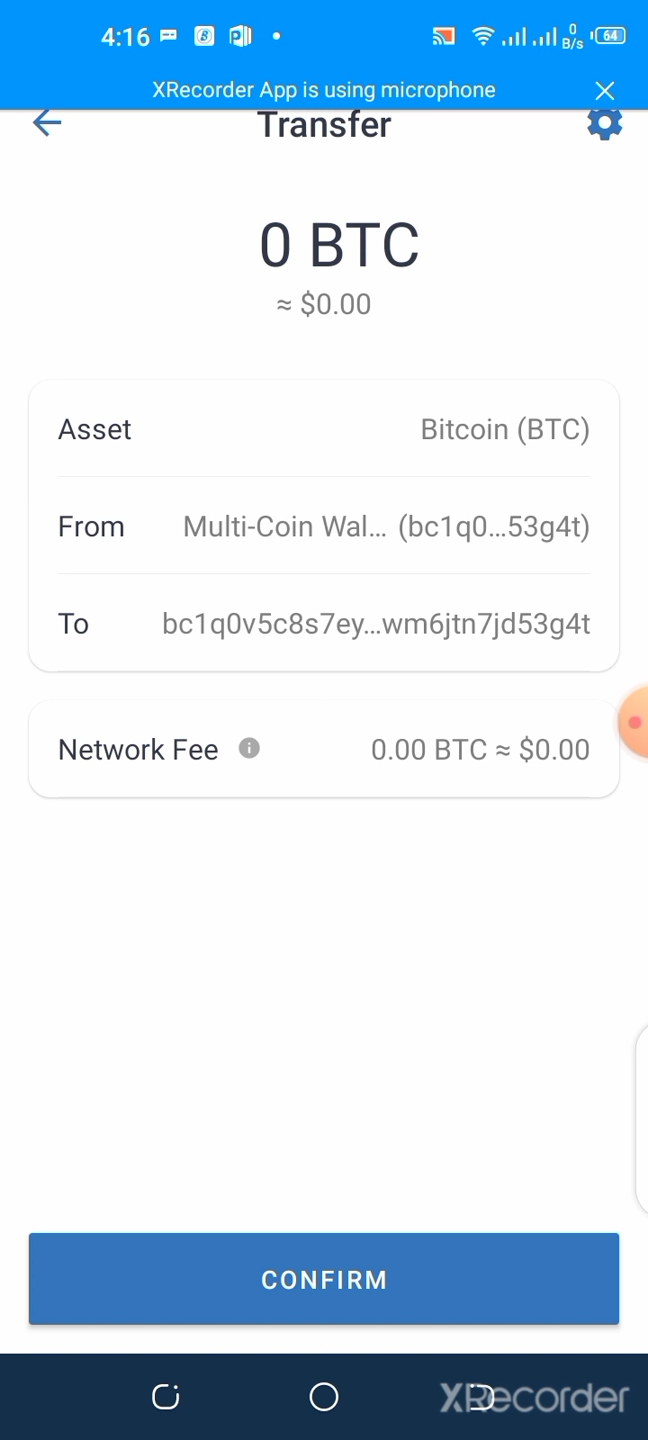 4:16 0 B/s 64
XRecorder App is using microphone
Transfer
0 BTC
≈ $0.00
Asset Bitcoin (BTC)
From Multi-Coin Wal... (bc1q0...53g4t)
To bc1q0v5c8s7ey...wm6jtn7jd53g4t
Network Fee 0.00 BTC ≈ $0.00
CONFIRM
XRecorder